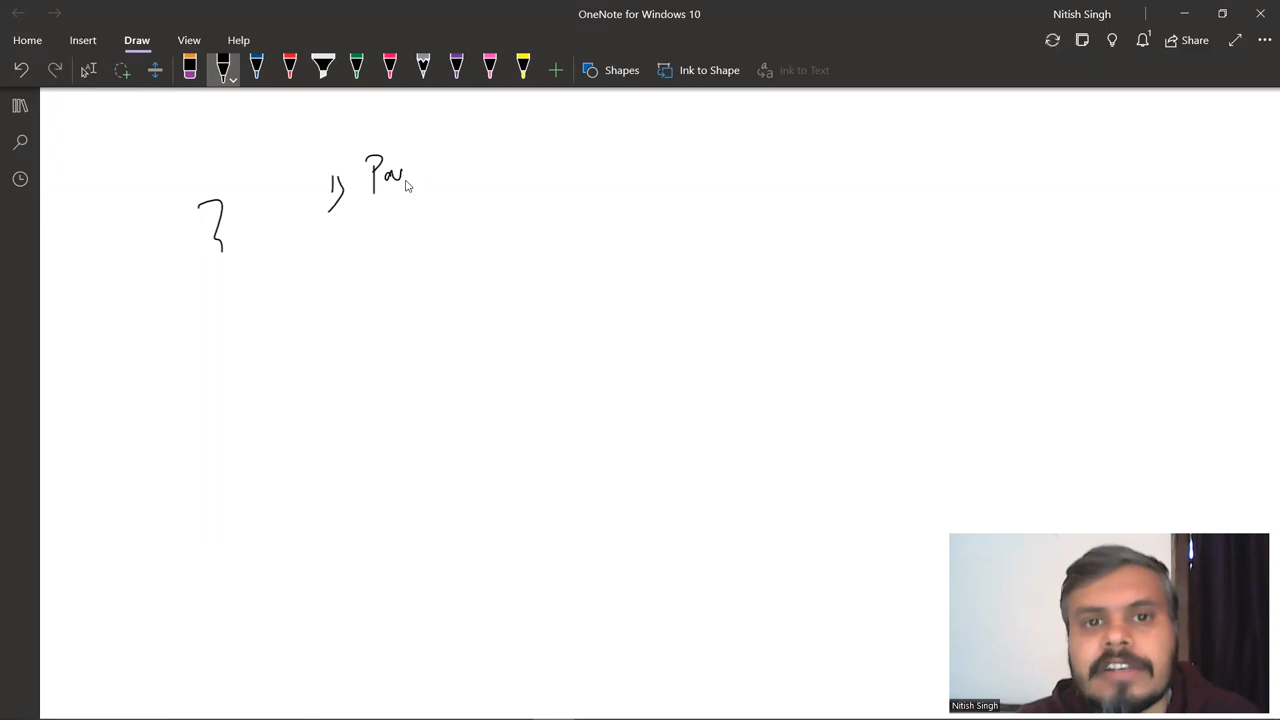 OneNote for Windows 10
Nitish Singh
Home Insert Draw View Help
Share
Shapes Ink to Shape Ink to Text
1) Pa
?
Nitish Singh